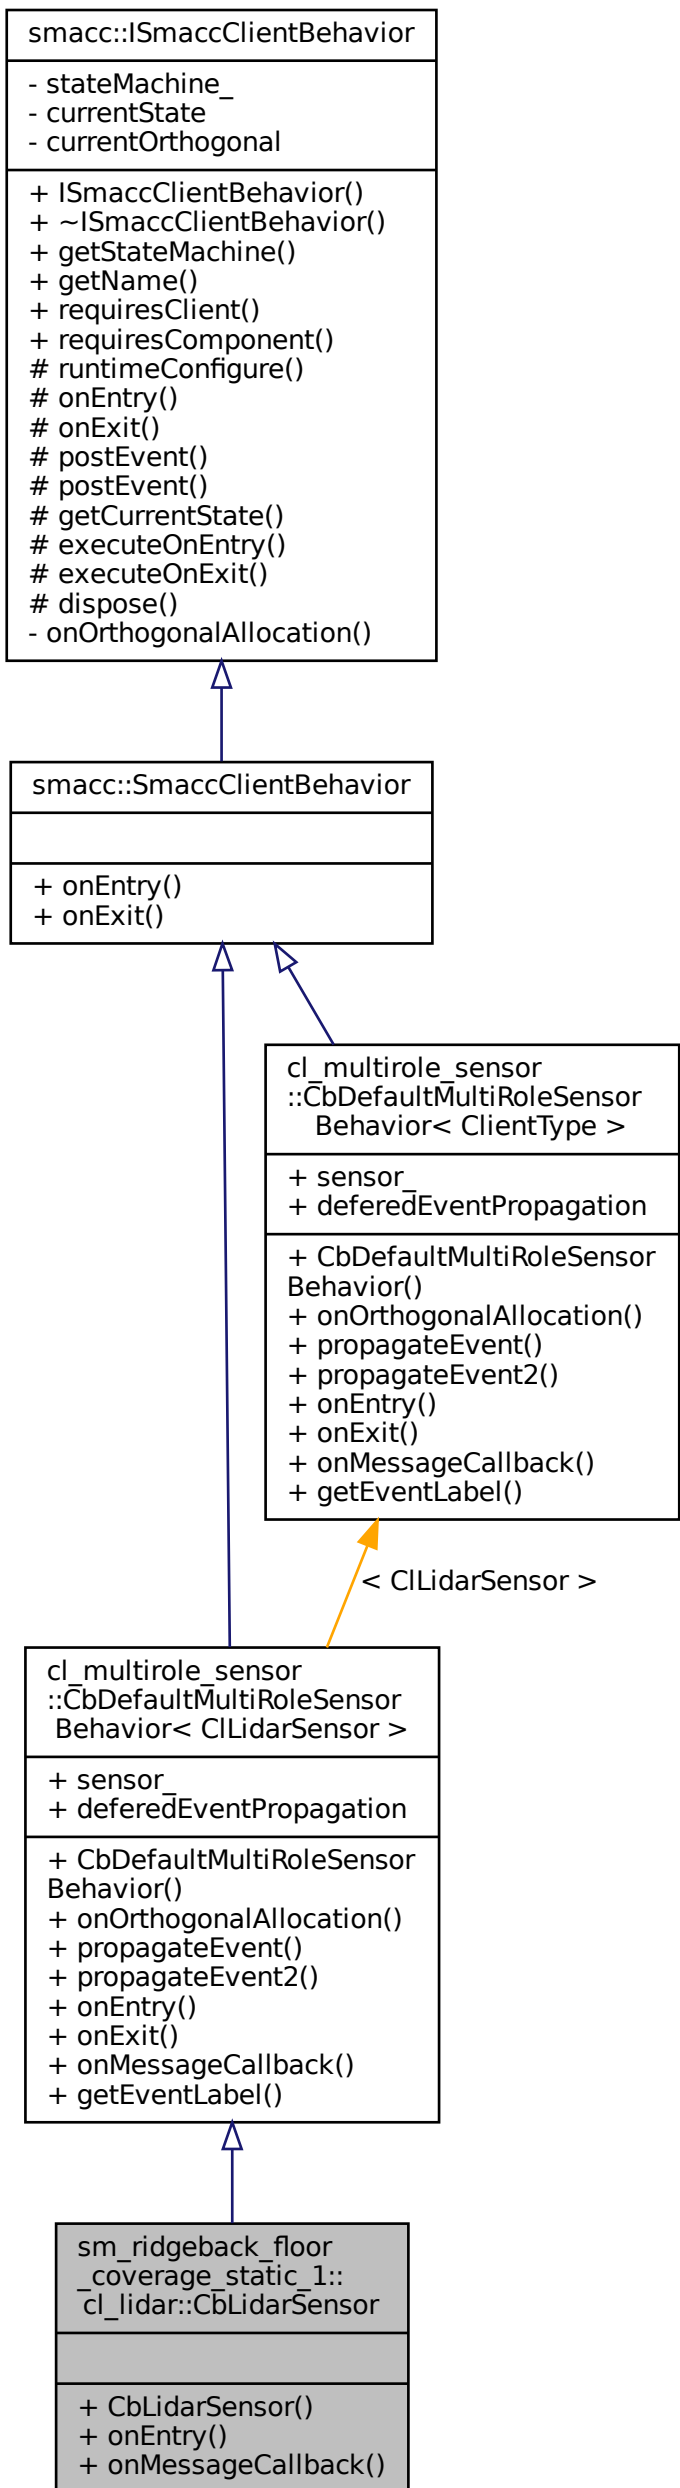 smacc::ISmaccClientBehavior
- stateMachine_
- currentState
- currentOrthogonal
+ ISmaccClientBehavior()
+ ~ISmaccClientBehavior()
+ getStateMachine()
+ getName()
+ requiresClient()
+ requiresComponent()
# runtimeConfigure()
# onEntry()
# onExit()
# postEvent()
# postEvent()
# getCurrentState()
# executeOnEntry()
# executeOnExit()
# dispose()
- onOrthogonalAllocation()
smacc::SmaccClientBehavior
+ onEntry()
+ onExit()
cl_multirole_sensor
::CbDefaultMultiRoleSensor
Behavior< ClientType >
+ sensor_
+ deferedEventPropagation
+ CbDefaultMultiRoleSensor
Behavior()
+ onOrthogonalAllocation()
+ propagateEvent()
+ propagateEvent2()
+ onEntry()
+ onExit()
+ onMessageCallback()
+ getEventLabel()
< ClLidarSensor >
cl_multirole_sensor
::CbDefaultMultiRoleSensor
Behavior< ClLidarSensor >
+ sensor_
+ deferedEventPropagation
+ CbDefaultMultiRoleSensor
Behavior()
+ onOrthogonalAllocation()
+ propagateEvent()
+ propagateEvent2()
+ onEntry()
+ onExit()
+ onMessageCallback()
+ getEventLabel()
sm_ridgeback_floor
_coverage_static_1::
cl_lidar::CbLidarSensor
+ CbLidarSensor()
+ onEntry()
+ onMessageCallback()